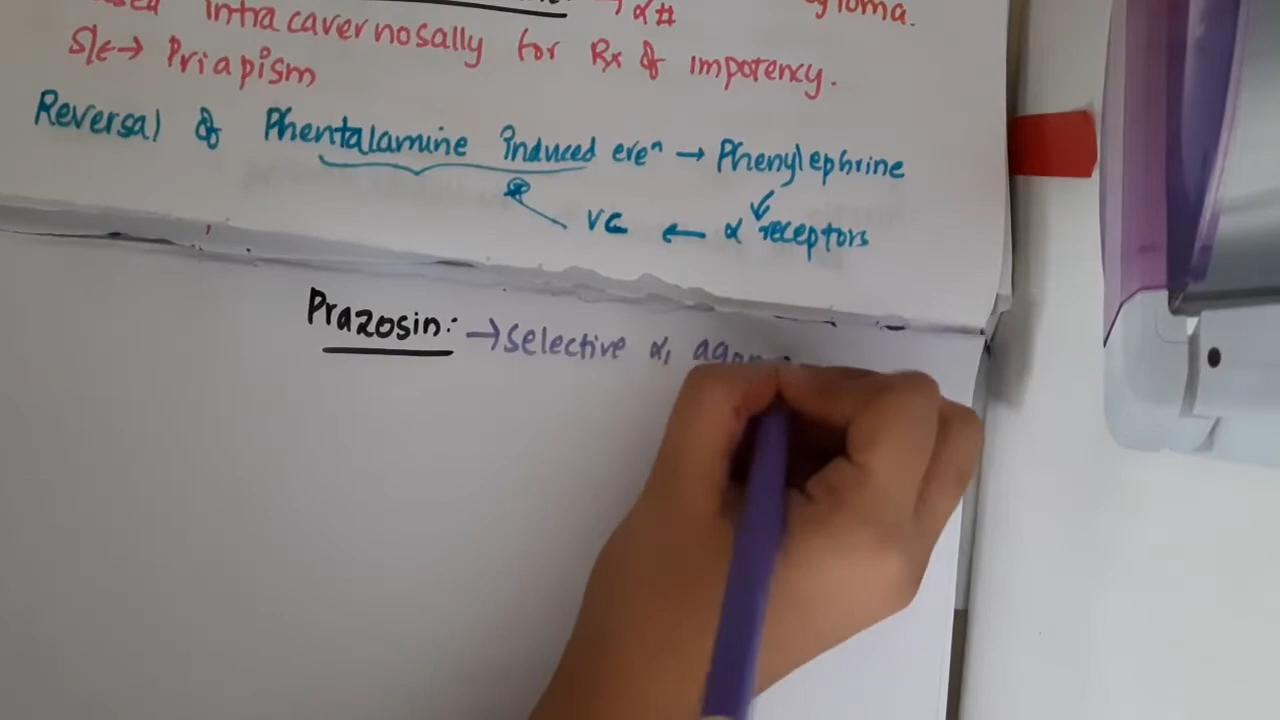 intracavernosally for Rx of impotency.
α#
S/E→ Priapism
Reversal of Phentalamine induced ereⁿ → Phenylephrine
VC ← α receptors
Prazosin: → Selective α₁